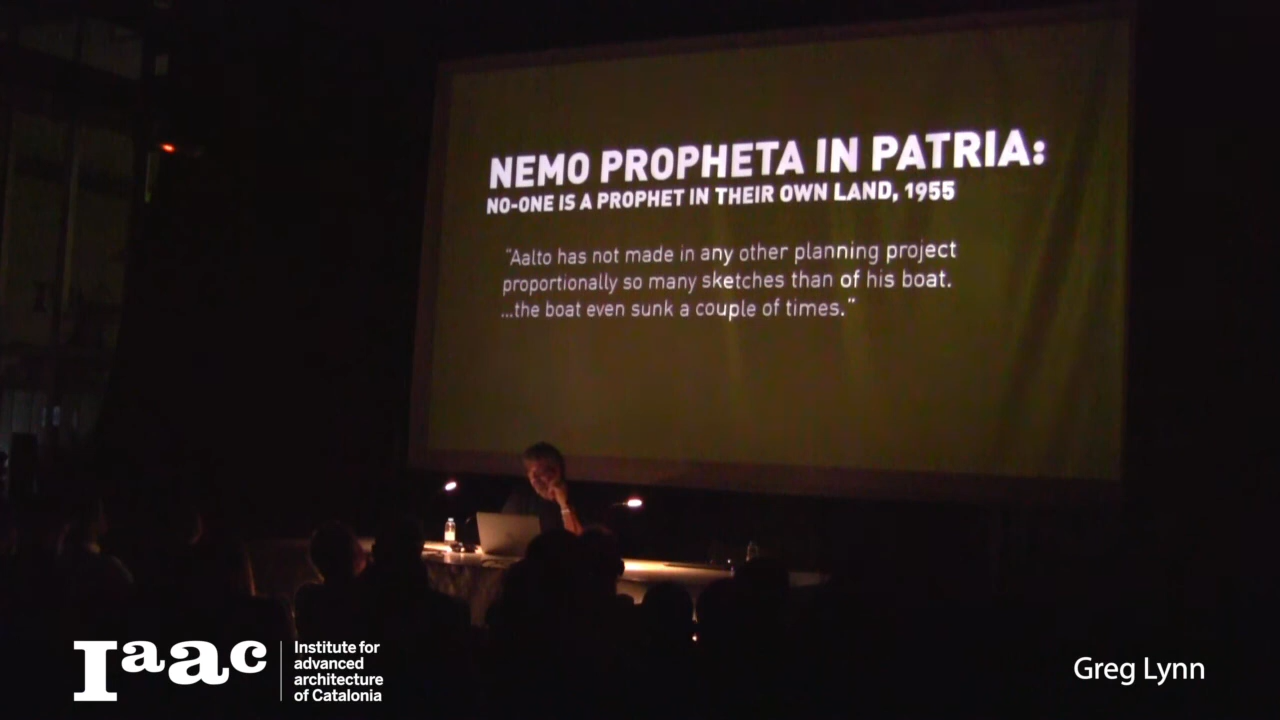 NEMO PROPHETA IN PATRIA:
NO-ONE IS A PROPHET IN THEIR OWN LAND, 1955
"Aalto has not made in any other planning project
proportionally so many sketches than of his boat.
...the boat even sunk a couple of times."
Iaac
Institute for
advanced
architecture
of Catalonia
Greg Lynn